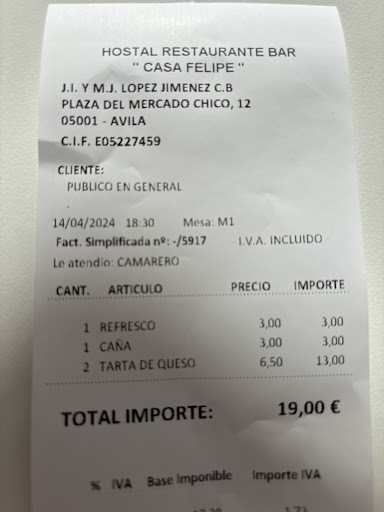 HOSTAL RESTAURANTE BAR
" CASA FELIPE "
J.I. Y M.J. LOPEZ JIMENEZ C.B
PLAZA DEL MERCADO CHICO, 12
05001 - AVILA
C.I.F. E05227459
CLIENTE:
PUBLICO EN GENERAL
.
14/04/2024 18:30 Mesa: M1
Fact. Simplificada nº: -/5917 I.V.A. INCLUIDO
Le atendio: CAMARERO
CANT. ARTICULO PRECIO IMPORTE
1 REFRESCO 3,00 3,00
1 CAÑA 3,00 3,00
2 TARTA DE QUESO 6,50 13,00
TOTAL IMPORTE: 19,00 €
% IVA Base Imponible Importe IVA